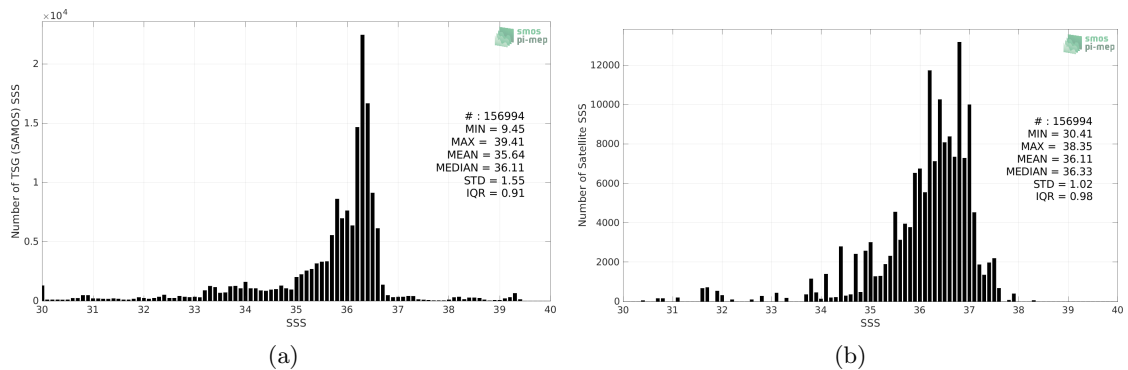 ×10⁴
2
1.5
1
0.5
0
30 31 32 33 34 35 36 37 38 39 40
SSS
Number of TSG (SAMOS) SSS
smos
pi-mep
# : 156994
MIN = 9.45
MAX = 39.41
MEAN = 35.64
MEDIAN = 36.11
STD = 1.55
IQR = 0.91
(a)
12000
10000
8000
6000
4000
2000
0
30 31 32 33 34 35 36 37 38 39 40
SSS
Number of Satellite SSS
smos
pi-mep
# : 156994
MIN = 30.41
MAX = 38.35
MEAN = 36.11
MEDIAN = 36.33
STD = 1.02
IQR = 0.98
(b)